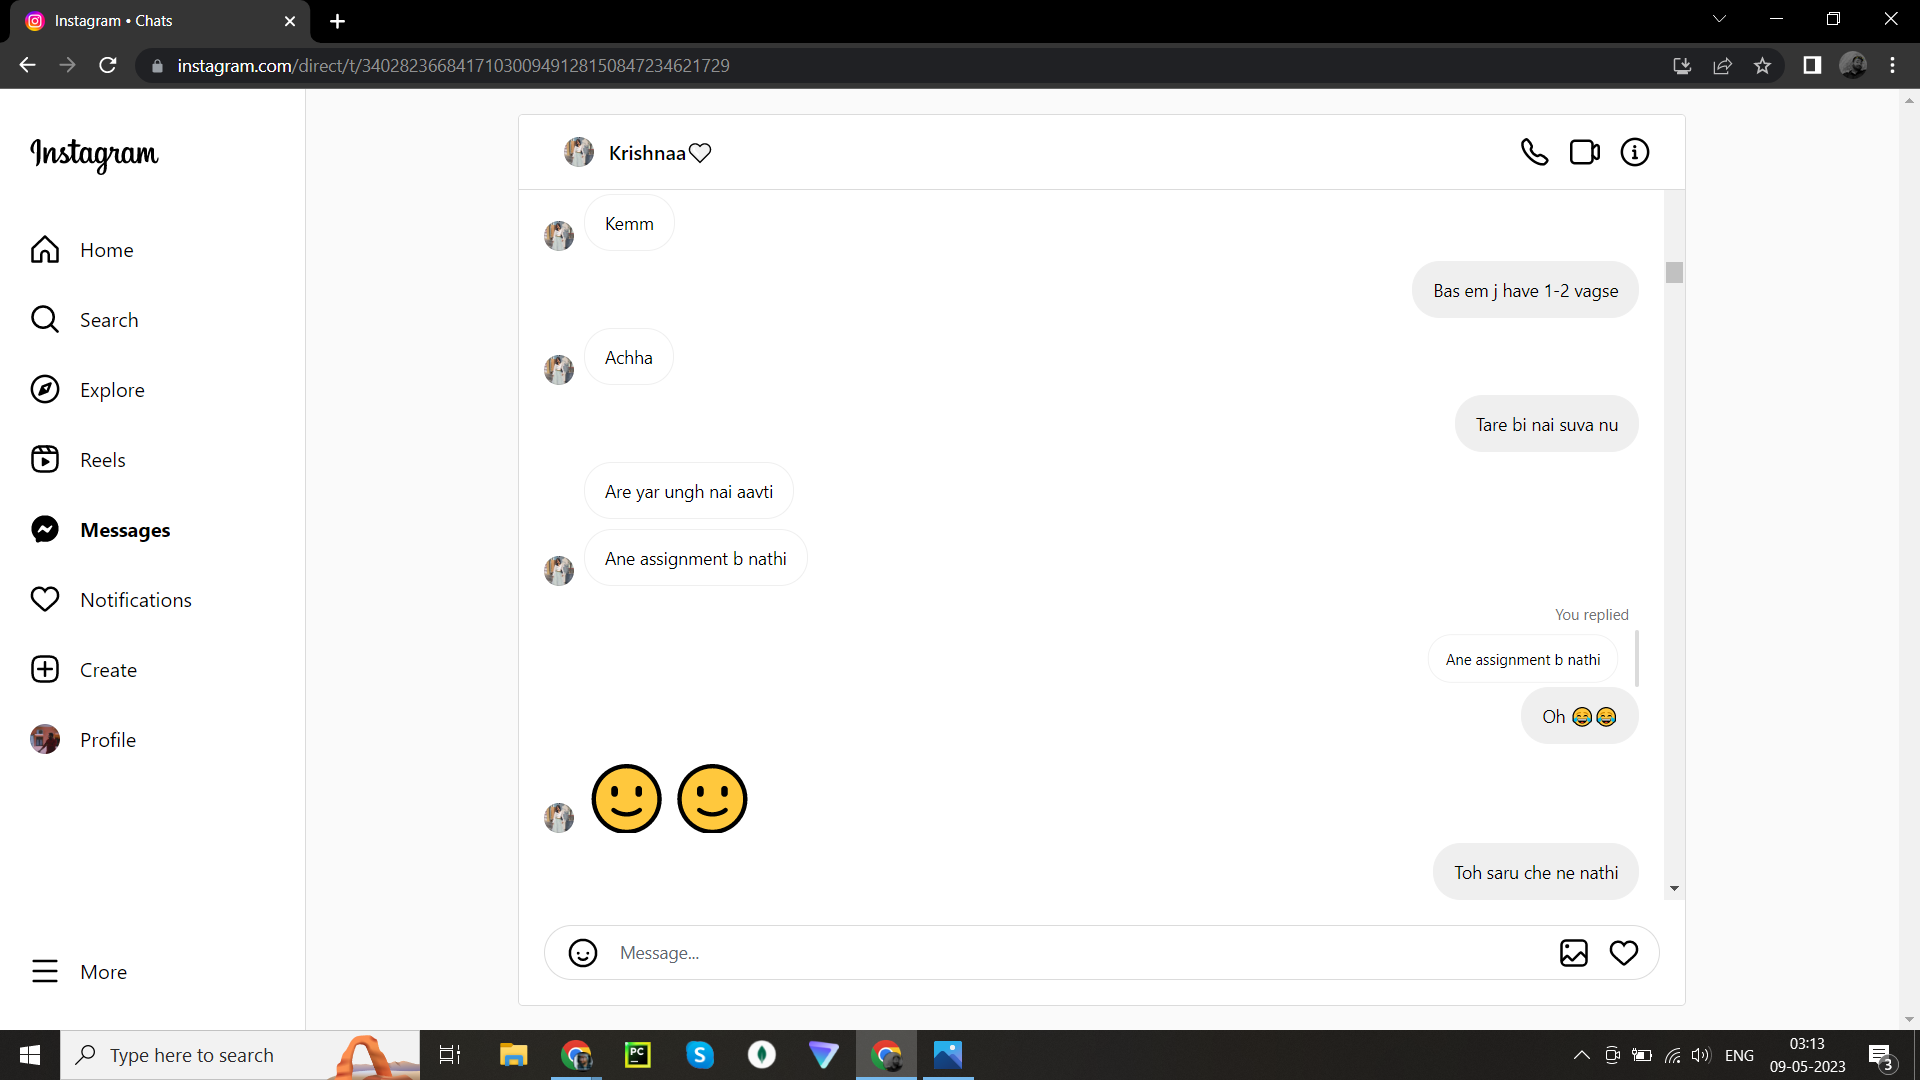 Instagram • Chats
instagram.com/direct/t/340282366841710300949128150847234621729
Instagram
Home
Search
Explore
Reels
Messages
Notifications
Create
Profile
More
Krishnaa♡
Kemm
Bas em j have 1-2 vagse
Achha
Tare bi nai suva nu
Are yar ungh nai aavti
Ane assignment b nathi
You replied
Ane assignment b nathi
Oh 😂😂
🙂🙂
Toh saru che ne nathi
Message...
Type here to search
PC
S
ENG
03:13
09-05-2023
3